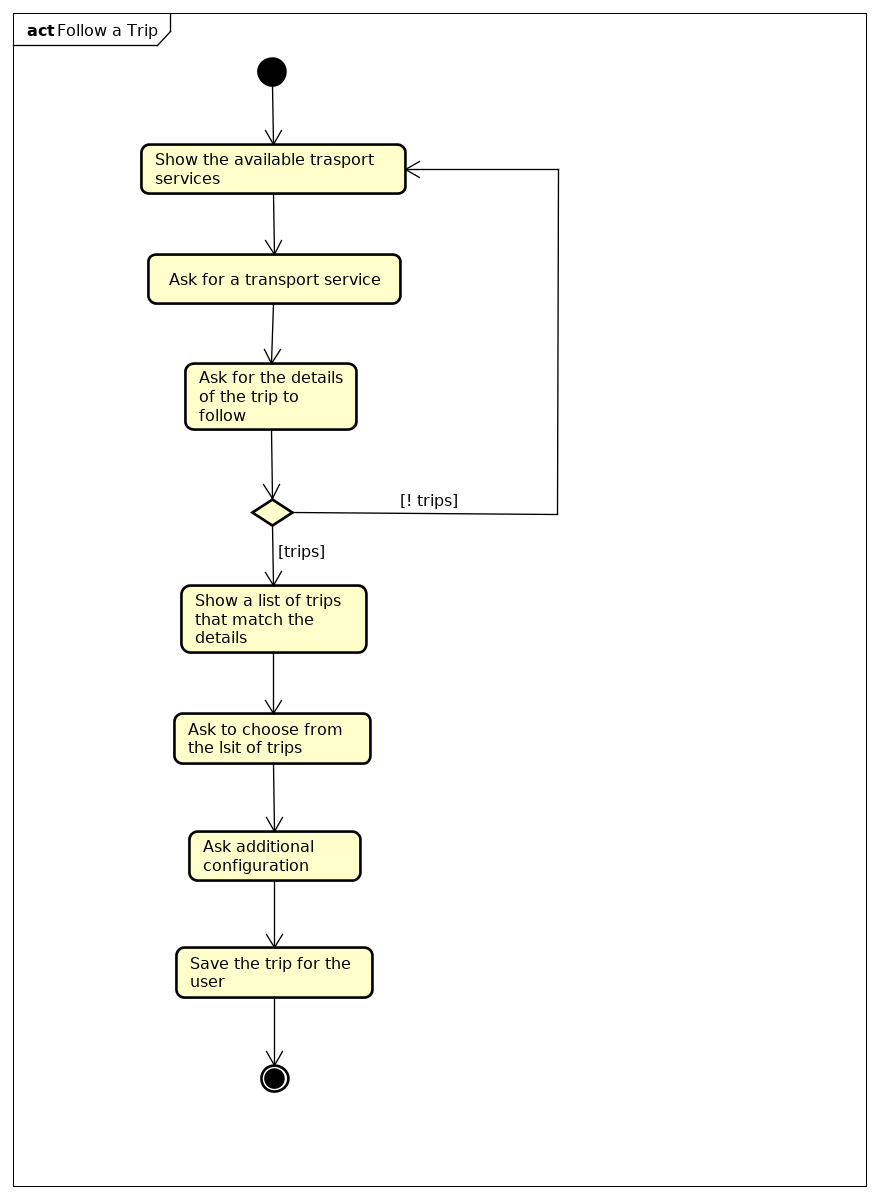 act Follow a Trip
Show the available trasport
services
Ask for a transport service
Ask for the details
of the trip to
follow
[! trips]
[trips]
Show a list of trips
that match the
details
Ask to choose from
the lsit of trips
Ask additional
configuration
Save the trip for the
user